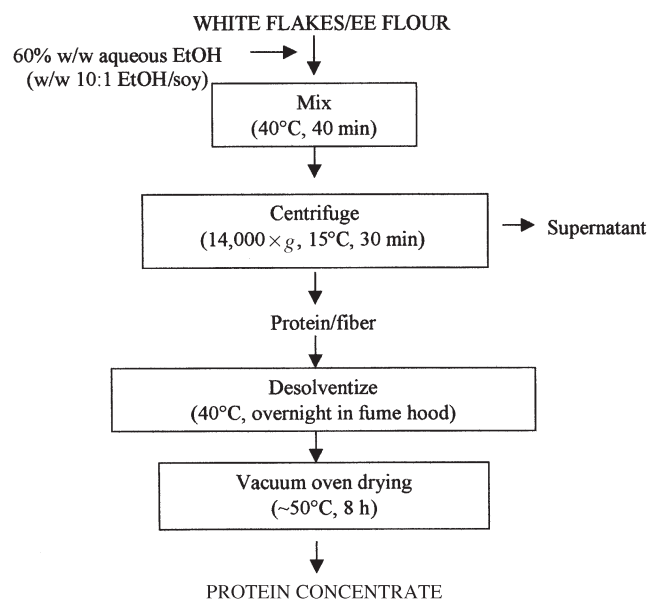 WHITE FLAKES/EE FLOUR
60% w/w aqueous EtOH
(w/w 10:1 EtOH/soy)
Mix
(40°C, 40 min)
Centrifuge
(14,000 × g, 15°C, 30 min)
Supernatant
Protein/fiber
Desolventize
(40°C, overnight in fume hood)
Vacuum oven drying
(~50°C, 8 h)
PROTEIN CONCENTRATE